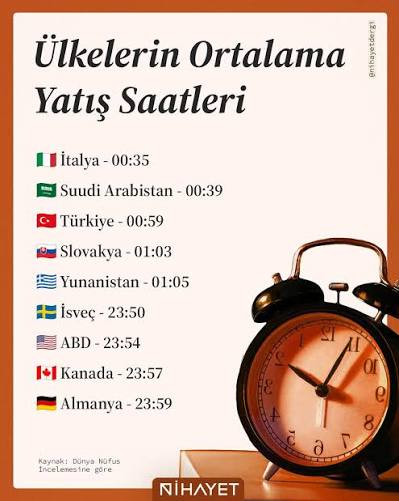 Ülkelerin Ortalama
Yatış Saatleri
@nihayetdergi
İtalya - 00:35
Suudi Arabistan - 00:39
Türkiye - 00:59
Slovakya - 01:03
Yunanistan - 01:05
İsveç - 23:50
ABD - 23:54
Kanada - 23:57
Almanya - 23:59
Kaynak: Dünya Nüfus
İncelemesine göre
NİHAYET